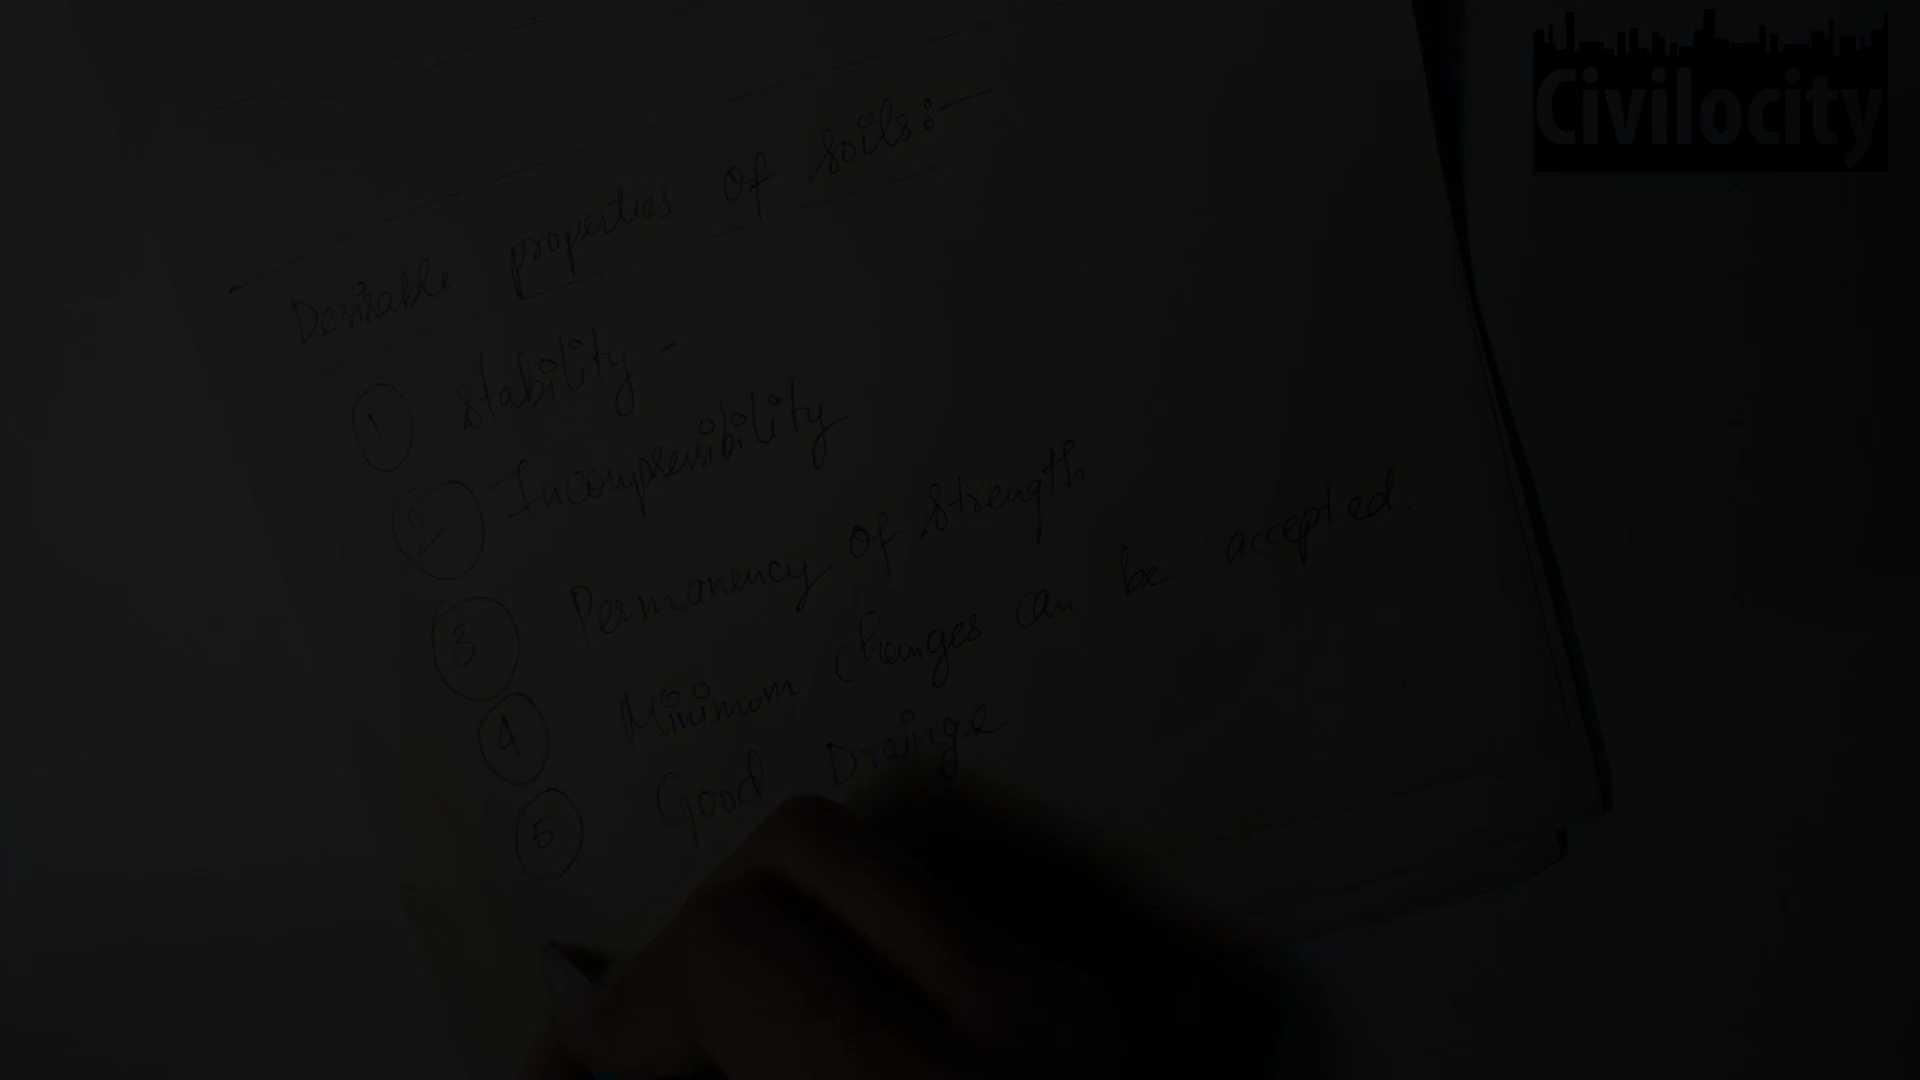 Civilocity
Desirable properties of soils:-
1 Stability -
2 Incompressibility
3 Permanency of Strength
4 Minimum changes can be accepted.
5 Good Drainge